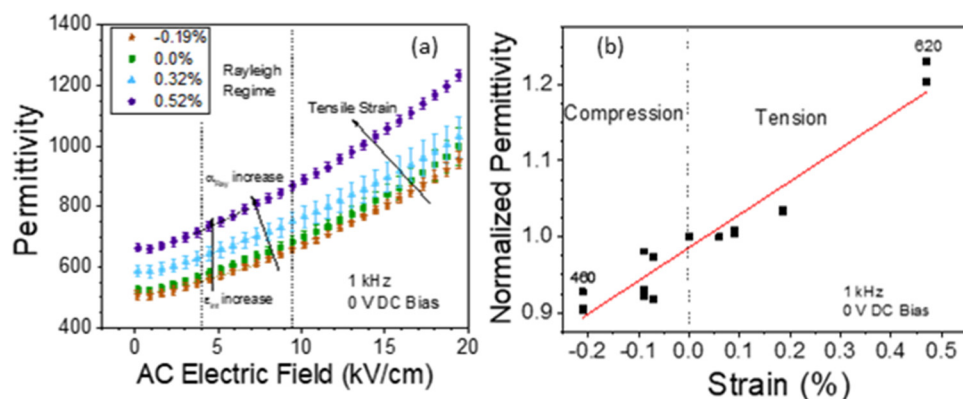 1400
1200
1000
800
600
400
0
5
10
15
20
Permittivity
AC Electric Field (kV/cm)
-0.19%
0.0%
0.32%
0.52%
(a)
Rayleigh
Regime
Tensile Strain
αRay increase
εint increase
1 kHz
0 V DC Bias
Normalized Permittivity
1.2
1.1
1.0
0.9
-0.2
-0.1
0.0
0.1
0.2
0.3
0.4
0.5
Strain (%)
(b)
620
Compression
Tension
460
1 kHz
0 V DC Bias